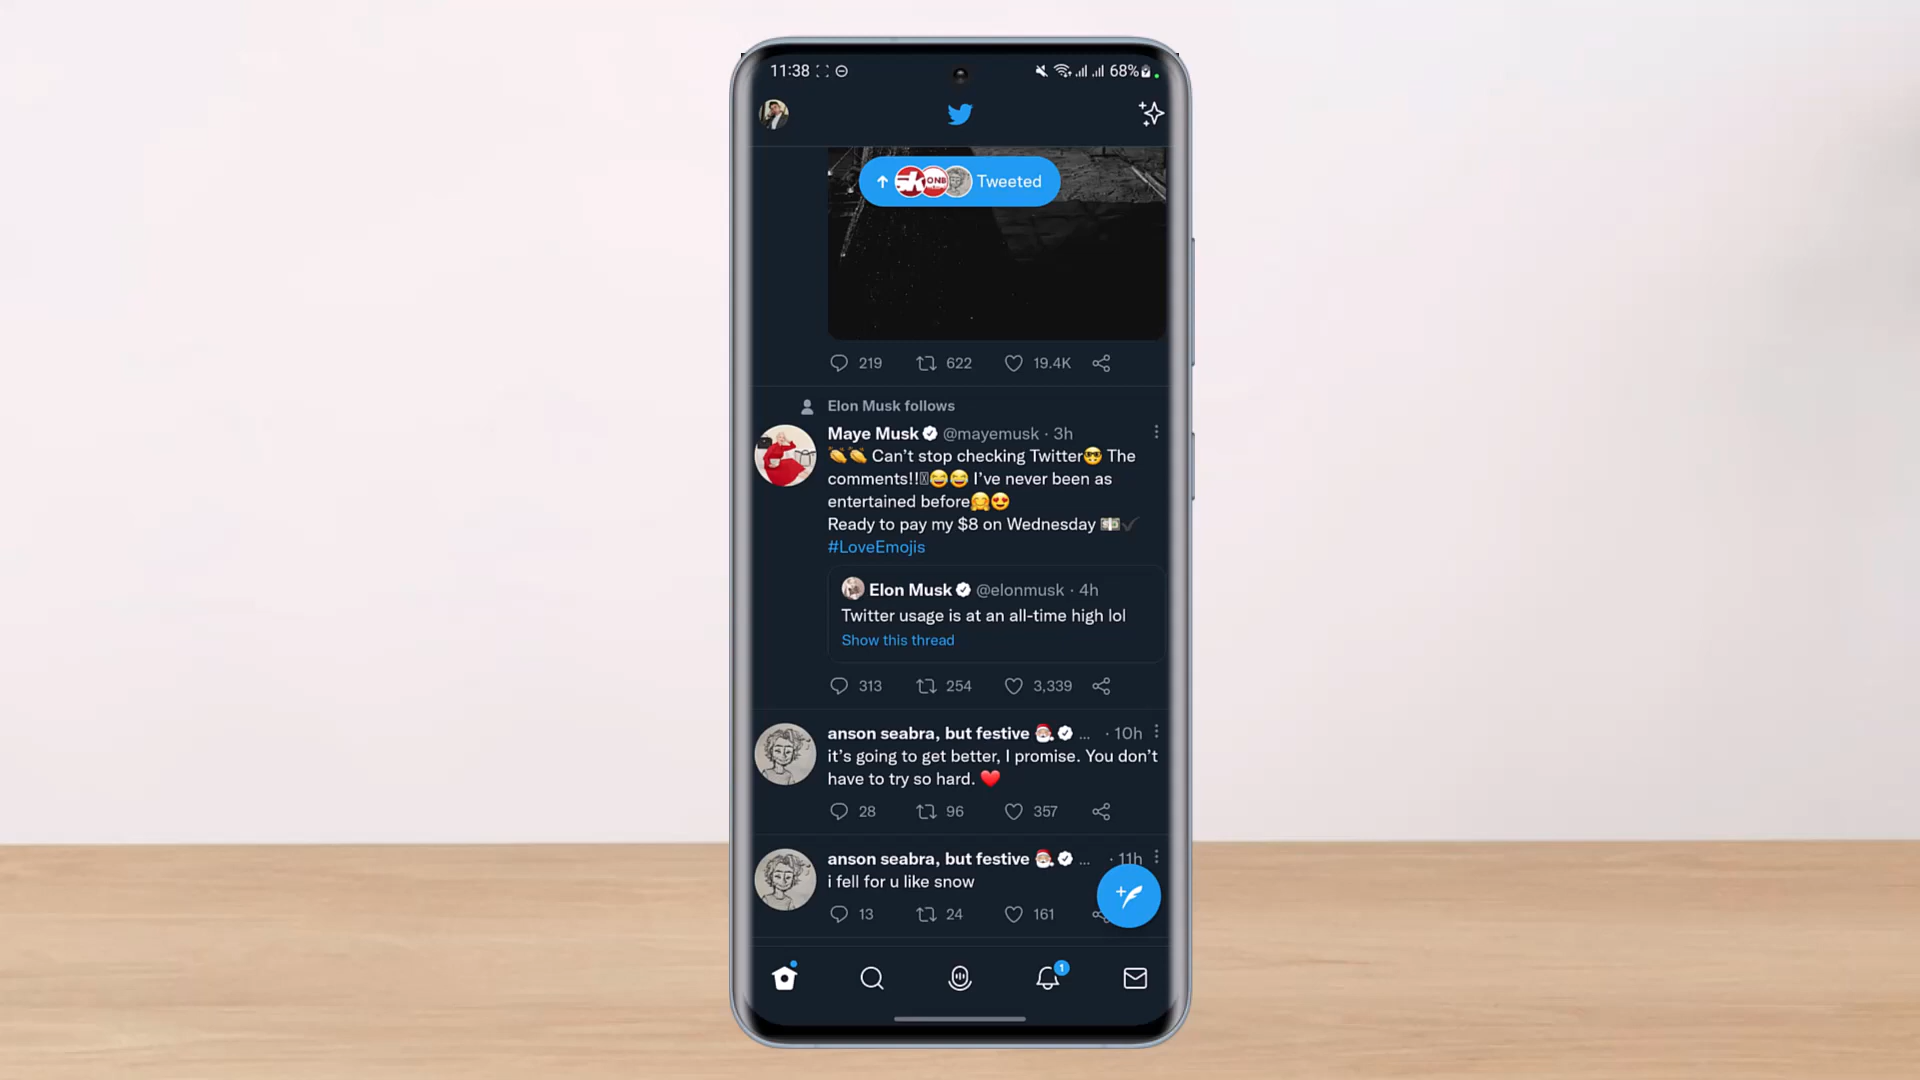 11:38 68%
Tweeted
219 622 19.4K
Elon Musk follows
Maye Musk @mayemusk · 3h
👏👏 Can't stop checking Twitter😎 The
comments!!😂😂 I've never been as
entertained before🤗😍
Ready to pay my $8 on Wednesday 💵✔
#LoveEmojis
Elon Musk @elonmusk · 4h
Twitter usage is at an all-time high lol
Show this thread
313 254 3,339
anson seabra, but festive 🎅 ... · 10h
it's going to get better, I promise. You don't
have to try so hard. ❤️
28 96 357
anson seabra, but festive 🎅 ... · 11h
i fell for u like snow
13 24 161
1